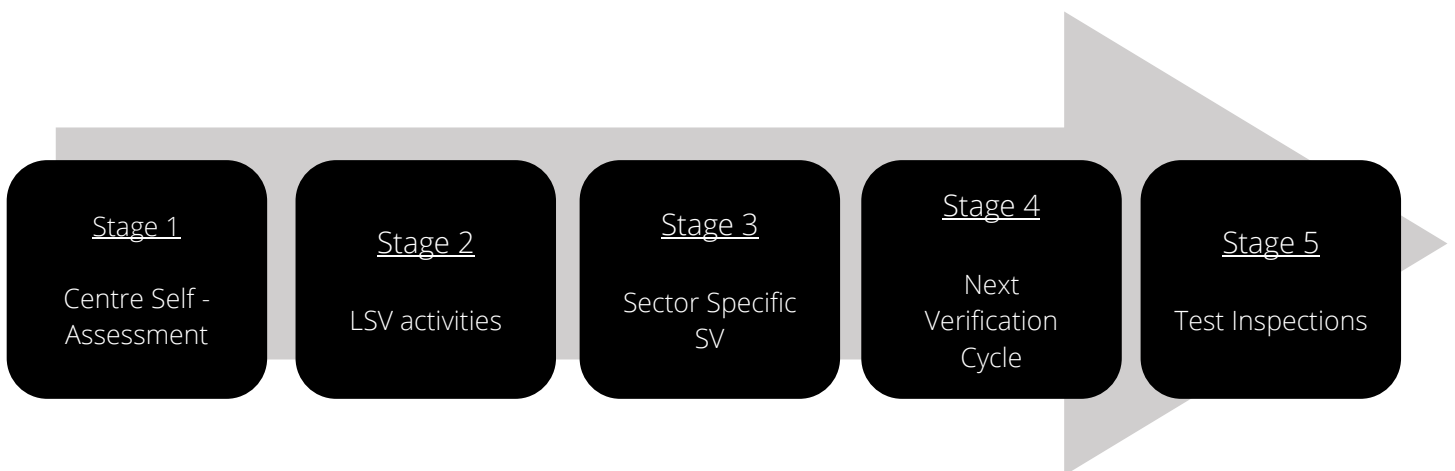 Stage 1
Centre Self -
Assessment
Stage 2
LSV activities
Stage 3
Sector Specific
SV
Stage 4
Next
Verification
Cycle
Stage 5
Test Inspections